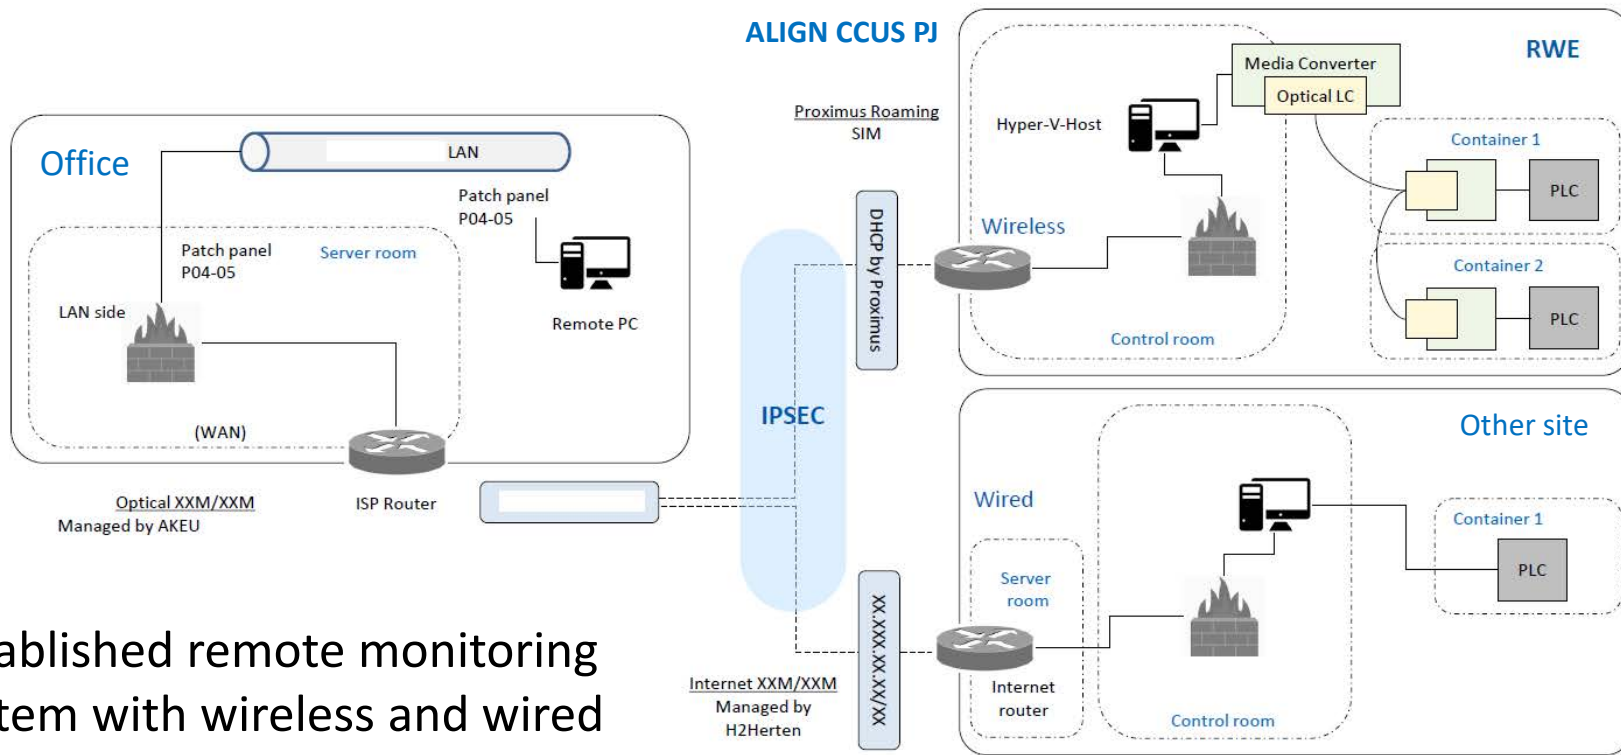 ALIGN CCUS PJ
RWE
Media Converter
Optical LC
Hyper-V-Host
Proximus Roaming
SIM
DHCP by Proximus
Wireless
Control room
Container 1
PLC
Container 2
PLC
Office
LAN
Patch panel
P04-05
Patch panel
P04-05
Server room
LAN side
Remote PC
(WAN)
ISP Router
Optical XXM/XXM
Managed by AKEU
IPSEC
Other site
Wired
Server
room
Internet
router
Control room
Container 1
PLC
XX.XXX.XX.XX/XX
Internet XXM/XXM
Managed by
H2Herten
ablished remote monitoring
tem with wireless and wired